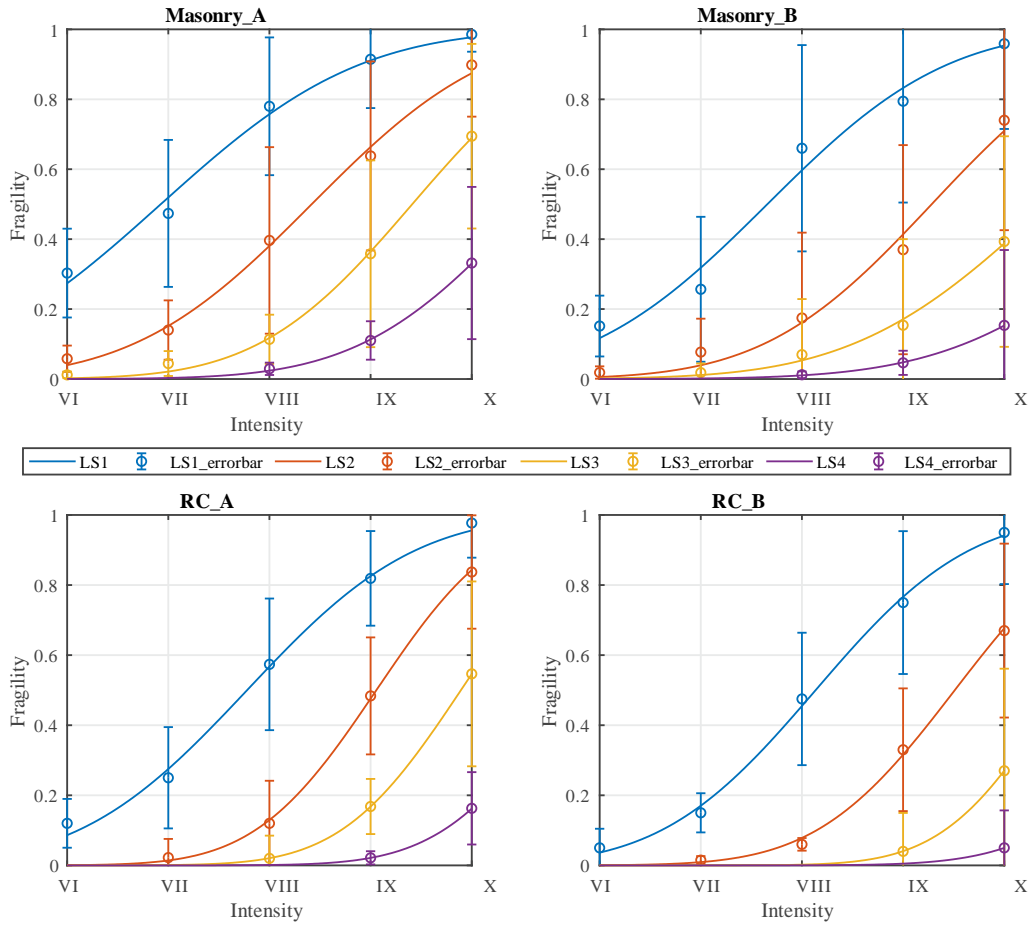 Masonry_A
Masonry_B
1
0.8
0.6
0.4
0.2
0
Fragility
VI
VII
VIII
IX
X
Intensity
1
0.8
0.6
0.4
0.2
0
Fragility
VI
VII
VIII
IX
X
Intensity
LS1 LS1_errorbar LS2 LS2_errorbar LS3 LS3_errorbar LS4 LS4_errorbar
RC_A
RC_B
1
0.8
0.6
0.4
0.2
0
Fragility
VI
VII
VIII
IX
X
Intensity
1
0.8
0.6
0.4
0.2
0
Fragility
VI
VII
VIII
IX
X
Intensity